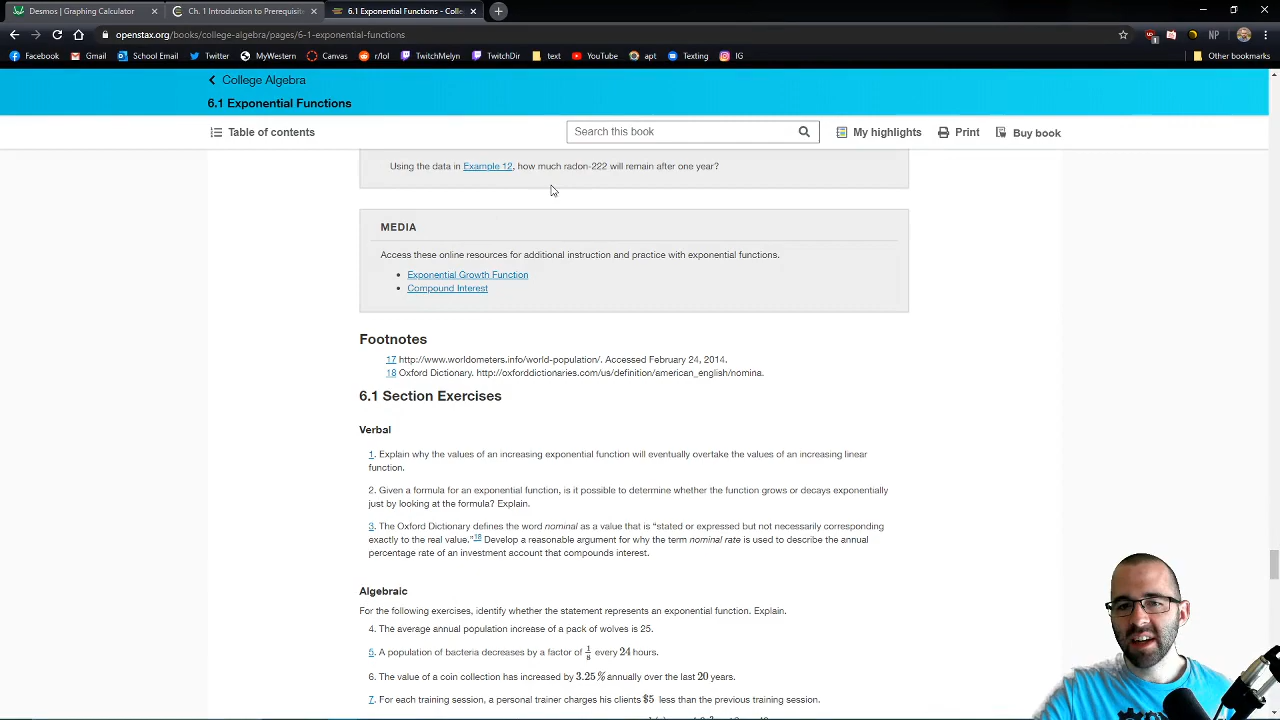 Desmos | Graphing Calculator
Ch. 1 Introduction to Prerequisite
6.1 Exponential Functions - Colle
openstax.org/books/college-algebra/pages/6-1-exponential-functions
NP
Facebook Gmail School Email Twitter MyWestern Canvas r/lol TwitchMelyn TwitchDir text YouTube apt Texting IG Other bookmarks
College Algebra
6.1 Exponential Functions
Table of contents Search this book My highlights Print Buy book
Using the data in Example 12, how much radon-222 will remain after one year?
MEDIA
Access these online resources for additional instruction and practice with exponential functions.
• Exponential Growth Function
• Compound Interest
Footnotes
17 http://www.worldometers.info/world-population/. Accessed February 24, 2014.
18 Oxford Dictionary. http://oxforddictionaries.com/us/definition/american_english/nomina.
6.1 Section Exercises
Verbal
1. Explain why the values of an increasing exponential function will eventually overtake the values of an increasing linear
function.
2. Given a formula for an exponential function, is it possible to determine whether the function grows or decays exponentially
just by looking at the formula? Explain.
3. The Oxford Dictionary defines the word nominal as a value that is “stated or expressed but not necessarily corresponding
exactly to the real value.”18 Develop a reasonable argument for why the term nominal rate is used to describe the annual
percentage rate of an investment account that compounds interest.
Algebraic
For the following exercises, identify whether the statement represents an exponential function. Explain.
4. The average annual population increase of a pack of wolves is 25.
5. A population of bacteria decreases by a factor of 1/8 every 24 hours.
6. The value of a coin collection has increased by 3.25% annually over the last 20 years.
7. For each training session, a personal trainer charges his clients $5 less than the previous training session.